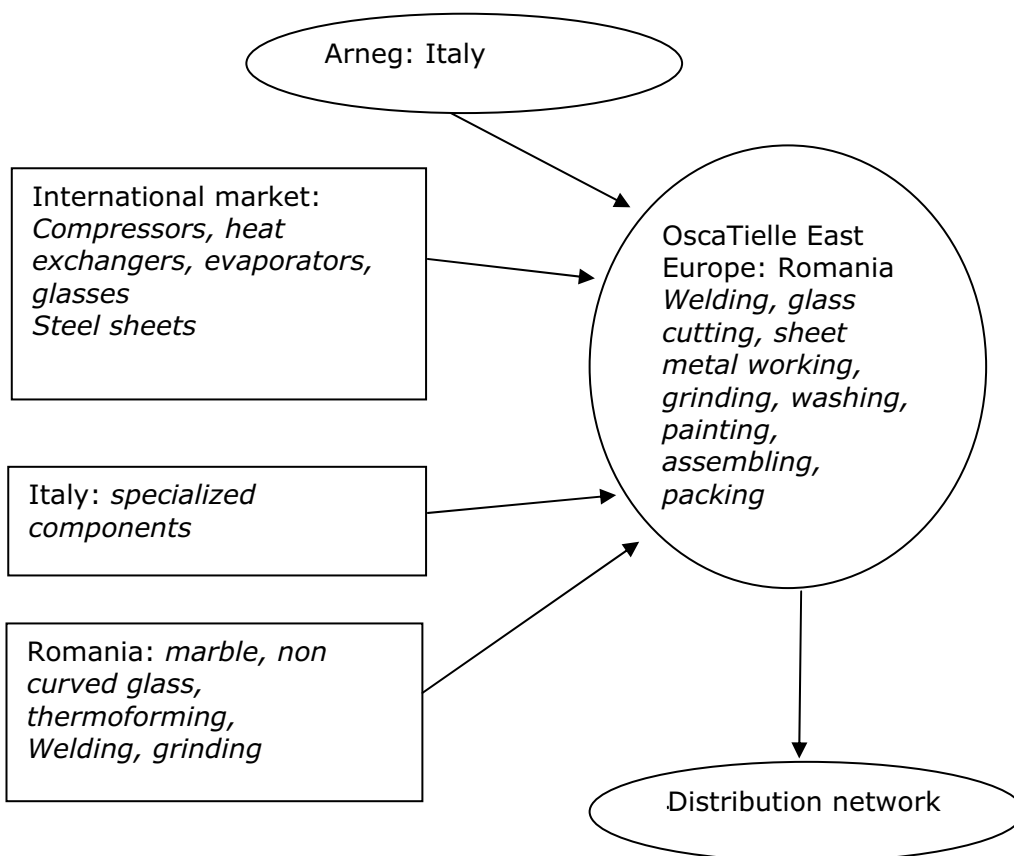 Arneg: Italy
International market:
Compressors, heat
exchangers, evaporators,
glasses
Steel sheets
OscaTielle East
Europe: Romania
Welding, glass
cutting, sheet
metal working,
grinding, washing,
painting,
assembling,
packing
Italy: specialized
components
Romania: marble, non
curved glass,
thermoforming,
Welding, grinding
.Distribution network